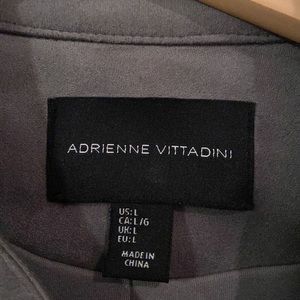 ADRIENNE VITTADINI
US:L
CA:L/G
UK:L
EU:L
MADE IN
CHINA